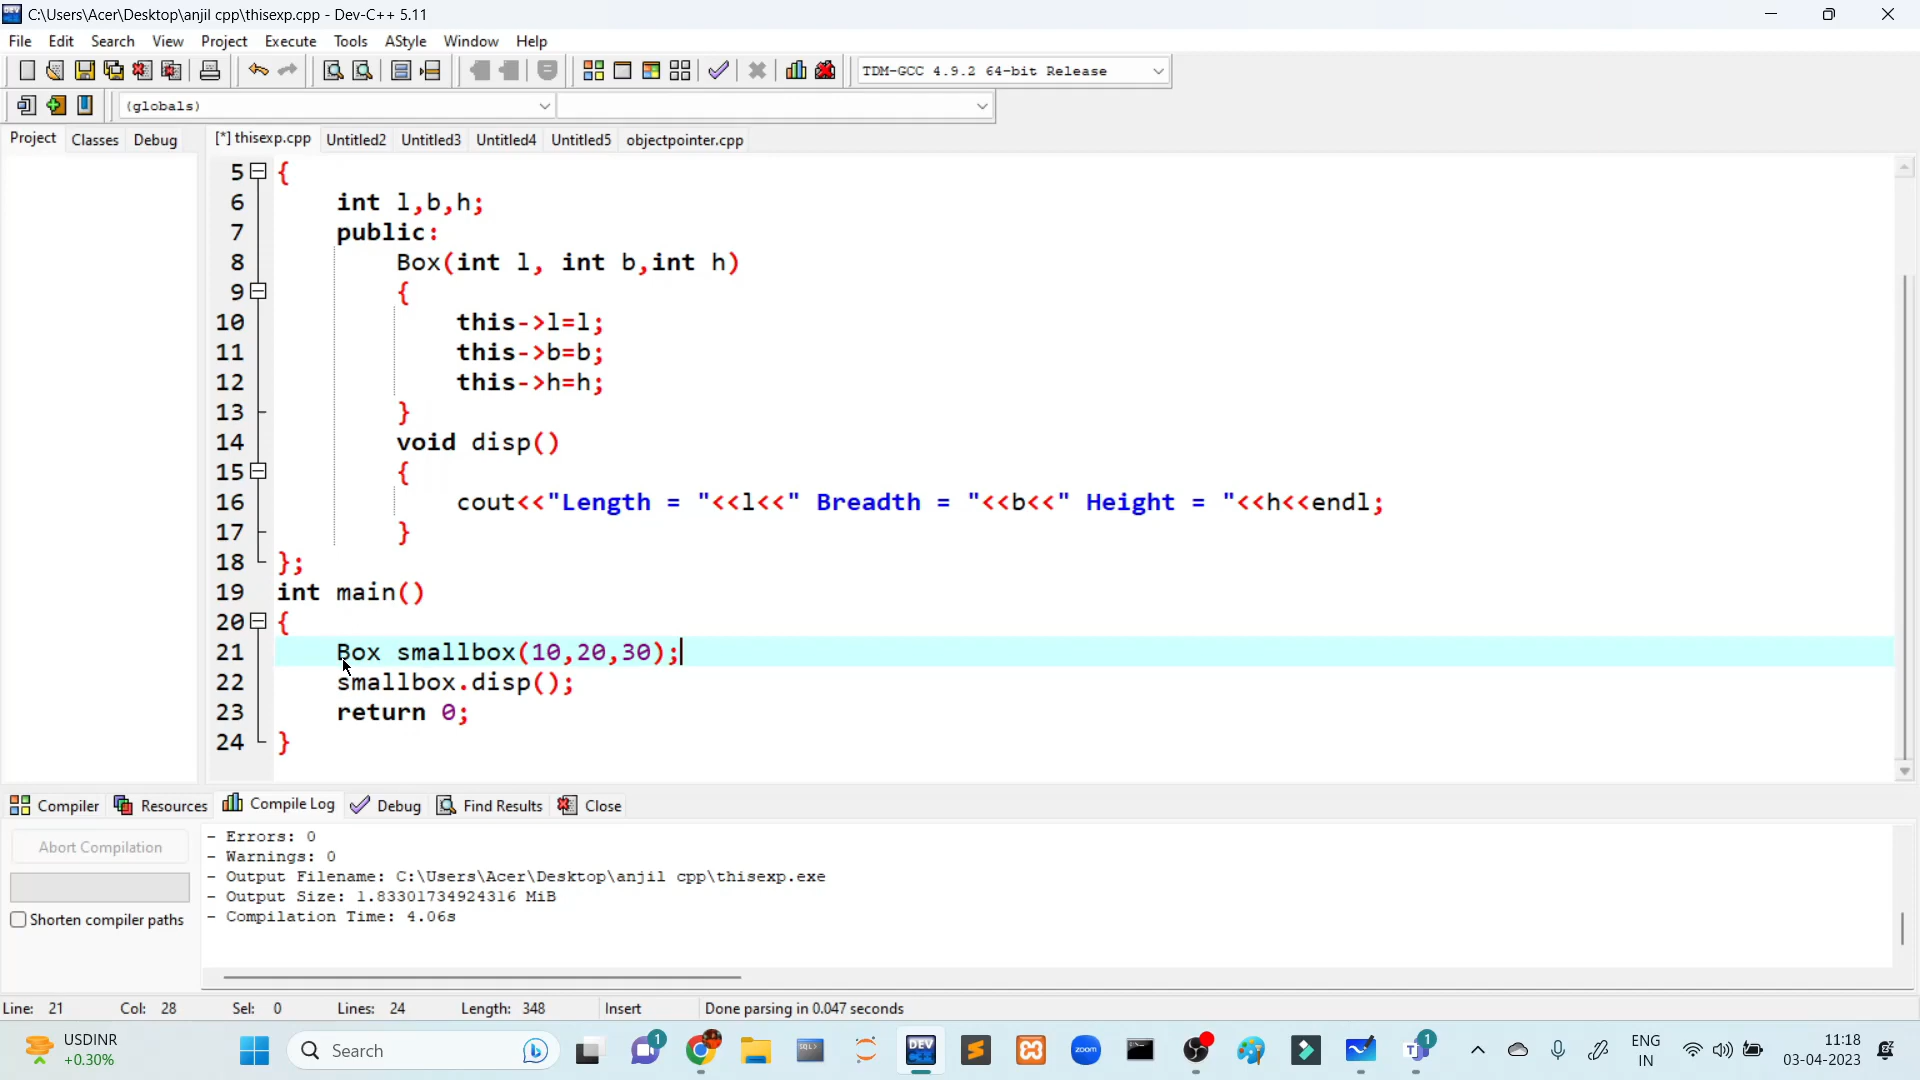 C:\Users\Acer\Desktop\anjil cpp\thisexp.cpp - Dev-C++ 5.11
File Edit Search View Project Execute Tools AStyle Window Help
TDM-GCC 4.9.2 64-bit Release
(globals)
Project Classes Debug [*] thisexp.cpp Untitled2 Untitled3 Untitled4 Untitled5 objectpointer.cpp
5 {
6 int l,b,h;
7 public:
8 Box(int l, int b,int h)
9 {
10 this->l=l;
11 this->b=b;
12 this->h=h;
13 }
14 void disp()
15 {
16 cout<<"Length = "<<l<<" Breadth = "<<b<<" Height = "<<h<<endl;
17 }
18 };
19 int main()
20 {
21 Box smallbox(10,20,30);
22 smallbox.disp();
23 return 0;
24 }
Compiler Resources Compile Log Debug Find Results Close
Abort Compilation
Shorten compiler paths
- Errors: 0
- Warnings: 0
- Output Filename: C:\Users\Acer\Desktop\anjil cpp\thisexp.exe
- Output Size: 1.83301734924316 MiB
- Compilation Time: 4.06s
Line: 21 Col: 28 Sel: 0 Lines: 24 Length: 348 Insert Done parsing in 0.047 seconds
USDINR
+0.30%
Search
1
DEV
zoom
1
ENG
IN
11:18
03-04-2023